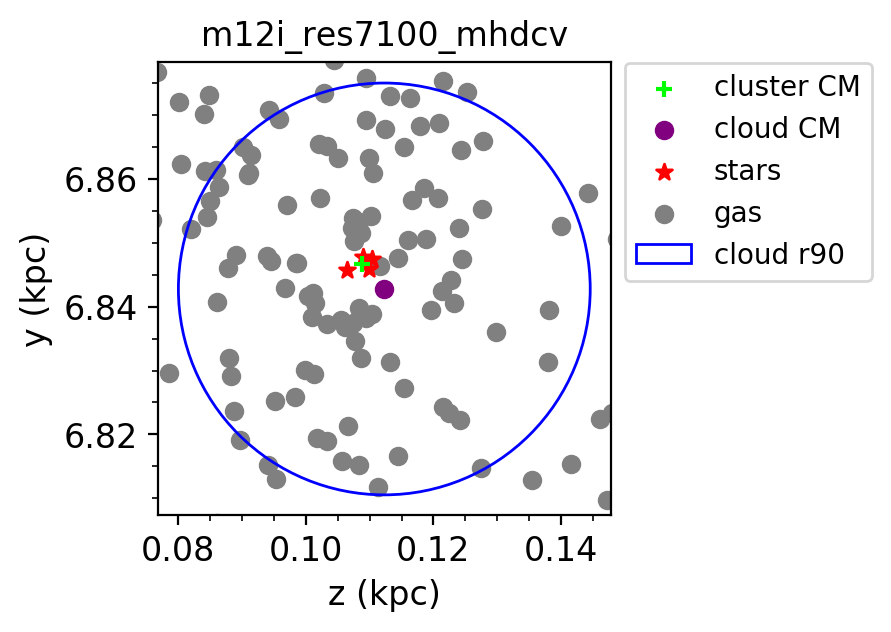 m12i_res7100_mhdcv
cluster CM
cloud CM
stars
gas
cloud r90
6.86
6.84
6.82
y (kpc)
0.08 0.10 0.12 0.14
z (kpc)